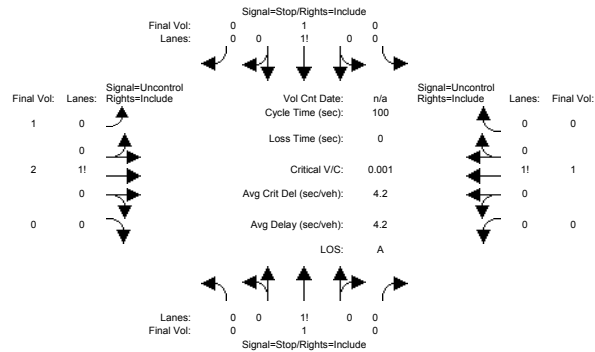 Signal=Stop/Rights=Include
Final Vol: 0 1 0
Lanes: 0 0 1! 0 0
Signal=Uncontrol
Final Vol: Lanes: Rights=Include
Vol Cnt Date: n/a
Signal=Uncontrol
Rights=Include Lanes: Final Vol:
Cycle Time (sec): 100
1 0
0 0
Loss Time (sec): 0
0
0
2 1!
Critical V/C: 0.001
1! 1
0
Avg Crit Del (sec/veh): 4.2
0
0 0
Avg Delay (sec/veh): 4.2
0 0
LOS: A
Lanes: 0 0 1! 0 0
Final Vol: 0 1 0
Signal=Stop/Rights=Include